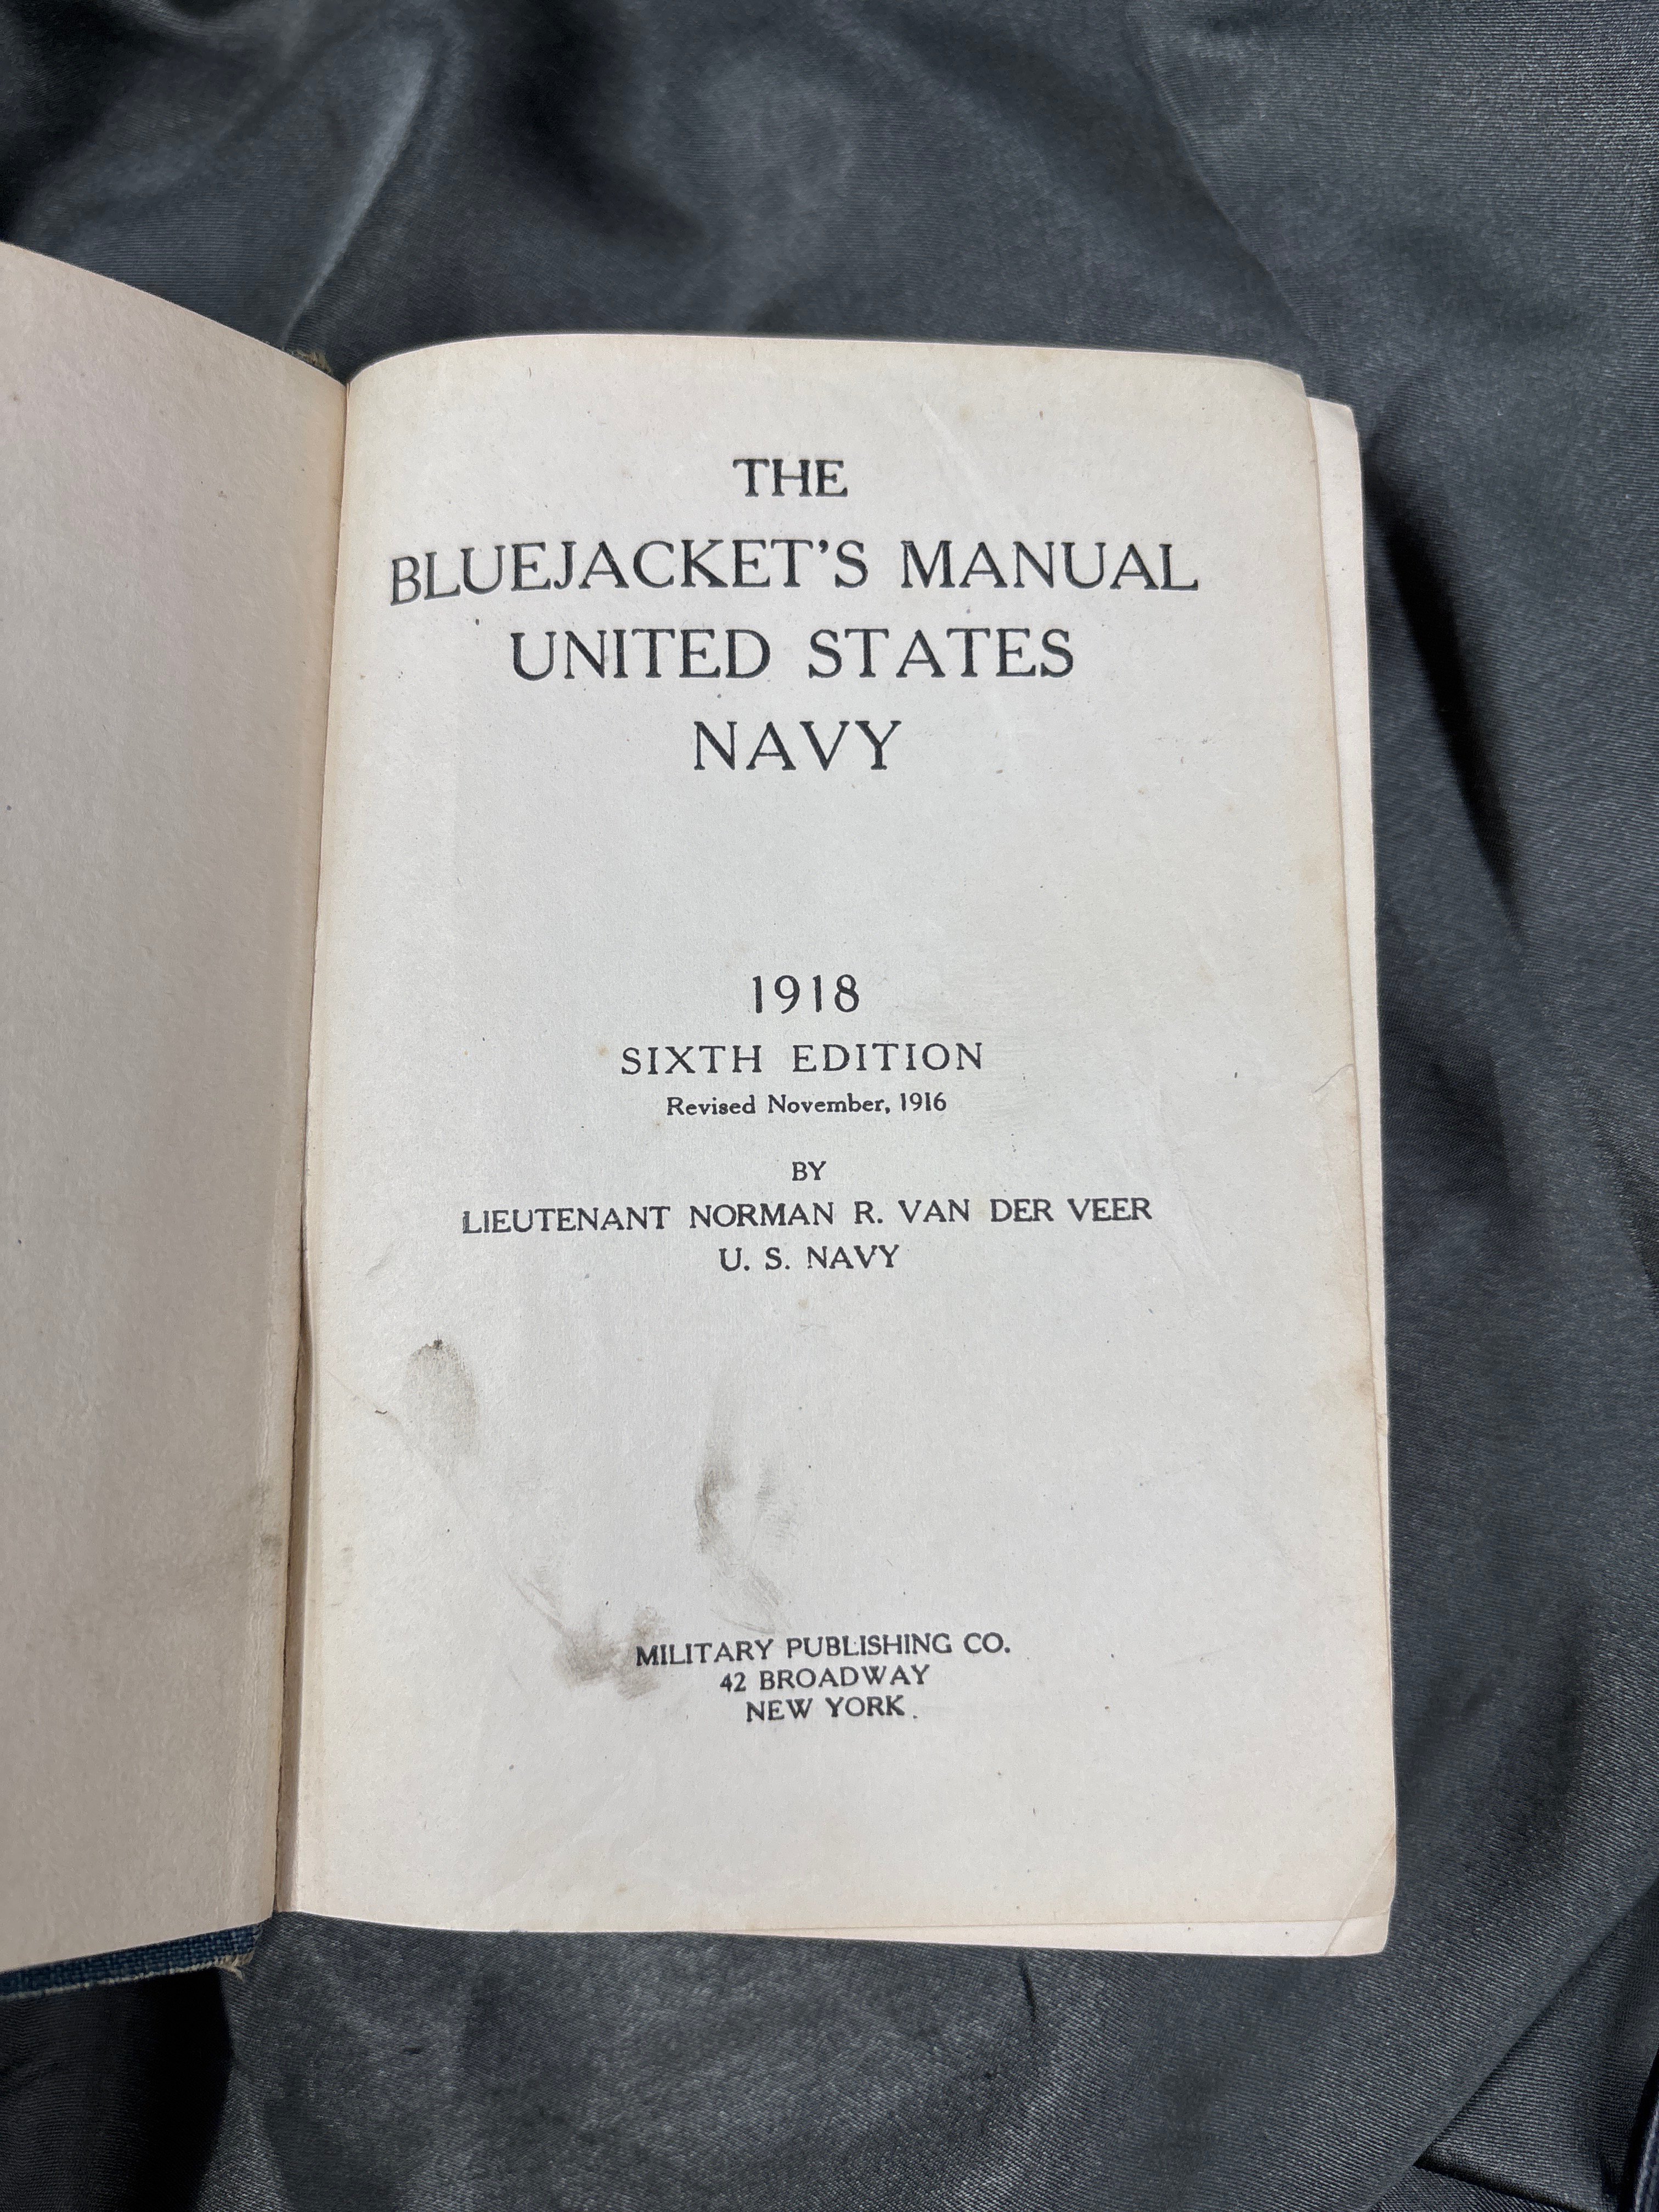 THE
BLUEJACKET'S MANUAL
UNITED STATES
NAVY
1918
SIXTH EDITION
Revised November, 1916
BY
LIEUTENANT NORMAN R. VAN DER VEER
U. S. NAVY
MILITARY PUBLISHING CO.
42 BROADWAY
NEW YORK.